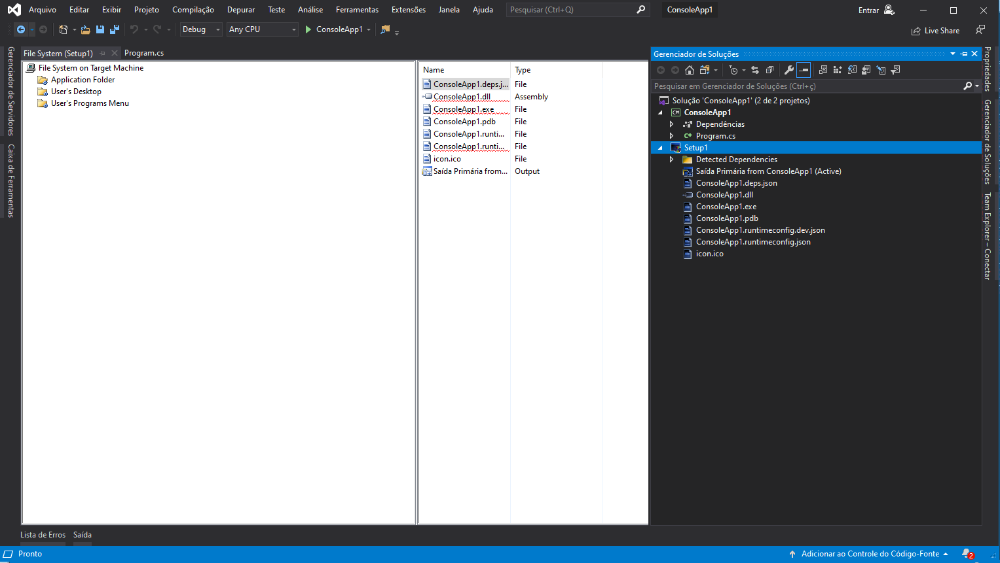 Arquivo Editar Exibir Projeto Compilação Depurar Teste Análise Ferramentas Extensões Janela Ajuda Pesquisar (Ctrl+Q) ConsoleApp1 Entrar
Debug Any CPU ConsoleApp1 Live Share
File System (Setup1) Program.cs
Gerenciador de Servidores
Caixa de Ferramentas
File System on Target Machine
Application Folder
User's Desktop
User's Programs Menu
Name Type
ConsoleApp1.deps.j... File
ConsoleApp1.dll Assembly
ConsoleApp1.exe File
ConsoleApp1.pdb File
ConsoleApp1.runti... File
ConsoleApp1.runti... File
icon.ico File
Saída Primária from... Output
Gerenciador de Soluções
Pesquisar em Gerenciador de Soluções (Ctrl+ç)
Solução 'ConsoleApp1' (2 de 2 projetos)
ConsoleApp1
Dependências
C# Program.cs
Setup1
Detected Dependencies
Saída Primária from ConsoleApp1 (Active)
ConsoleApp1.deps.json
ConsoleApp1.dll
ConsoleApp1.exe
ConsoleApp1.pdb
ConsoleApp1.runtimeconfig.dev.json
ConsoleApp1.runtimeconfig.json
icon.ico
Propriedades
Gerenciador de Soluções
Team Explorer – Conectar
Lista de Erros Saída
Pronto Adicionar ao Controle do Código-Fonte 2